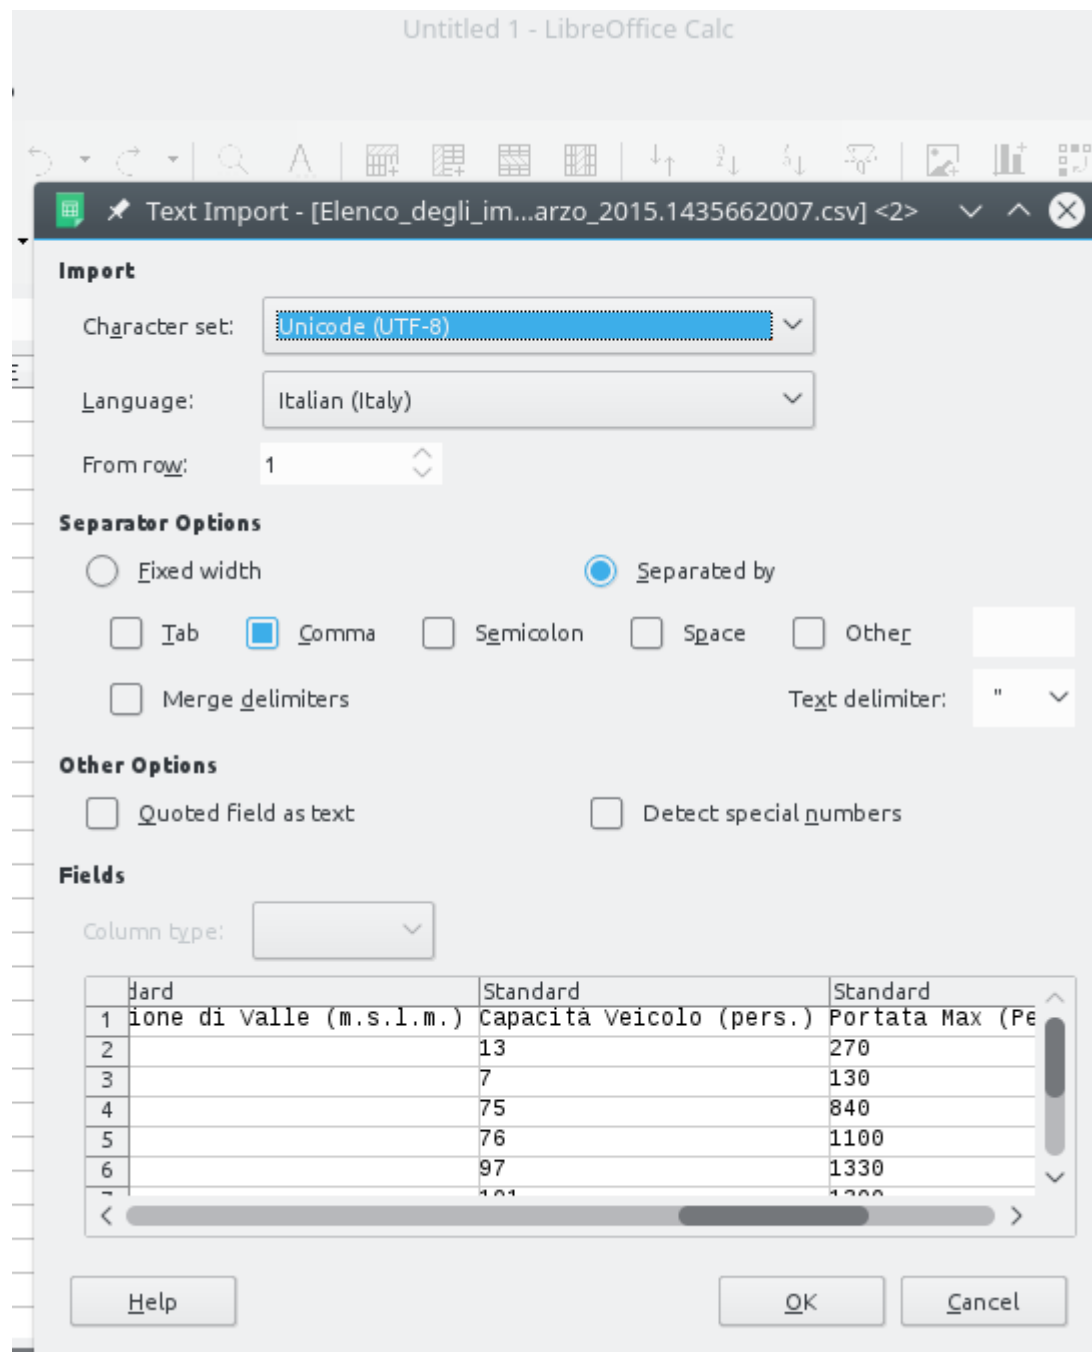 Untitled 1 - LibreOffice Calc
Text Import - [Elenco_degli_im...arzo_2015.1435662007.csv] <2>
Import
Character set: Unicode (UTF-8)
Language: Italian (Italy)
From row: 1
Separator Options
Fixed width Separated by
Tab Comma Semicolon Space Other
Merge delimiters Text delimiter: "
Other Options
Quoted field as text Detect special numbers
Fields
Column type:
dard Standard Standard
1 ione di Valle (m.s.l.m.) Capacità Veicolo (pers.) Portata Max (Pe
2 13 270
3 7 130
4 75 840
5 76 1100
6 97 1330
Help OK Cancel